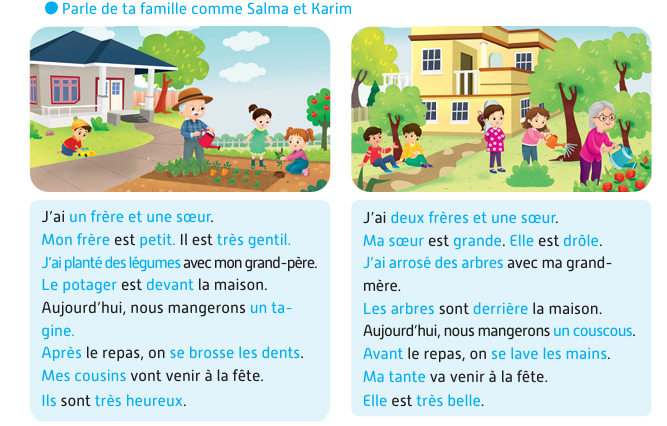 Parle de ta famille comme Salma et Karim
J'ai un frère et une sœur.
Mon frère est petit. Il est très gentil.
J'ai planté des légumes avec mon grand-père.
Le potager est devant la maison.
Aujourd'hui, nous mangerons un ta-
gine.
Après le repas, on se brosse les dents.
Mes cousins vont venir à la fête.
Ils sont très heureux.
J'ai deux frères et une sœur.
Ma sœur est grande. Elle est drôle.
J'ai arrosé des arbres avec ma grand-
mère.
Les arbres sont derrière la maison.
Aujourd'hui, nous mangerons un couscous.
Avant le repas, on se lave les mains.
Ma tante va venir à la fête.
Elle est très belle.